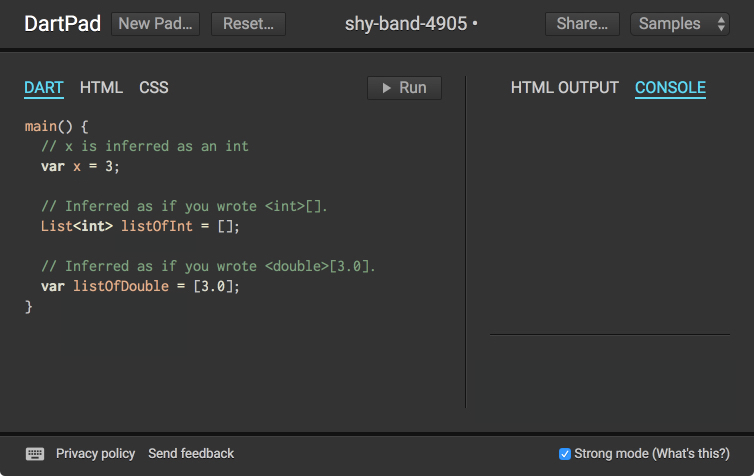 DartPad New Pad... Reset... shy-band-4905 • Share... Samples
DART HTML CSS Run HTML OUTPUT CONSOLE
main() {
  // x is inferred as an int
  var x = 3;
  // Inferred as if you wrote <int>[].
  List<int> listOfInt = [];
  // Inferred as if you wrote <double>[3.0].
  var listOfDouble = [3.0];
}
Privacy policy Send feedback Strong mode (What's this?)